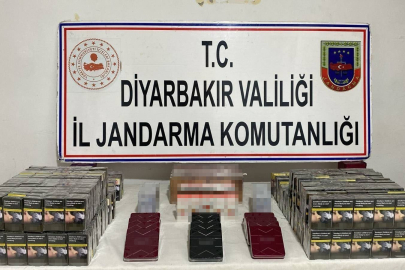 T.C.
DİYARBAKIR VALİLİĞİ
İL JANDARMA KOMUTANLIĞI